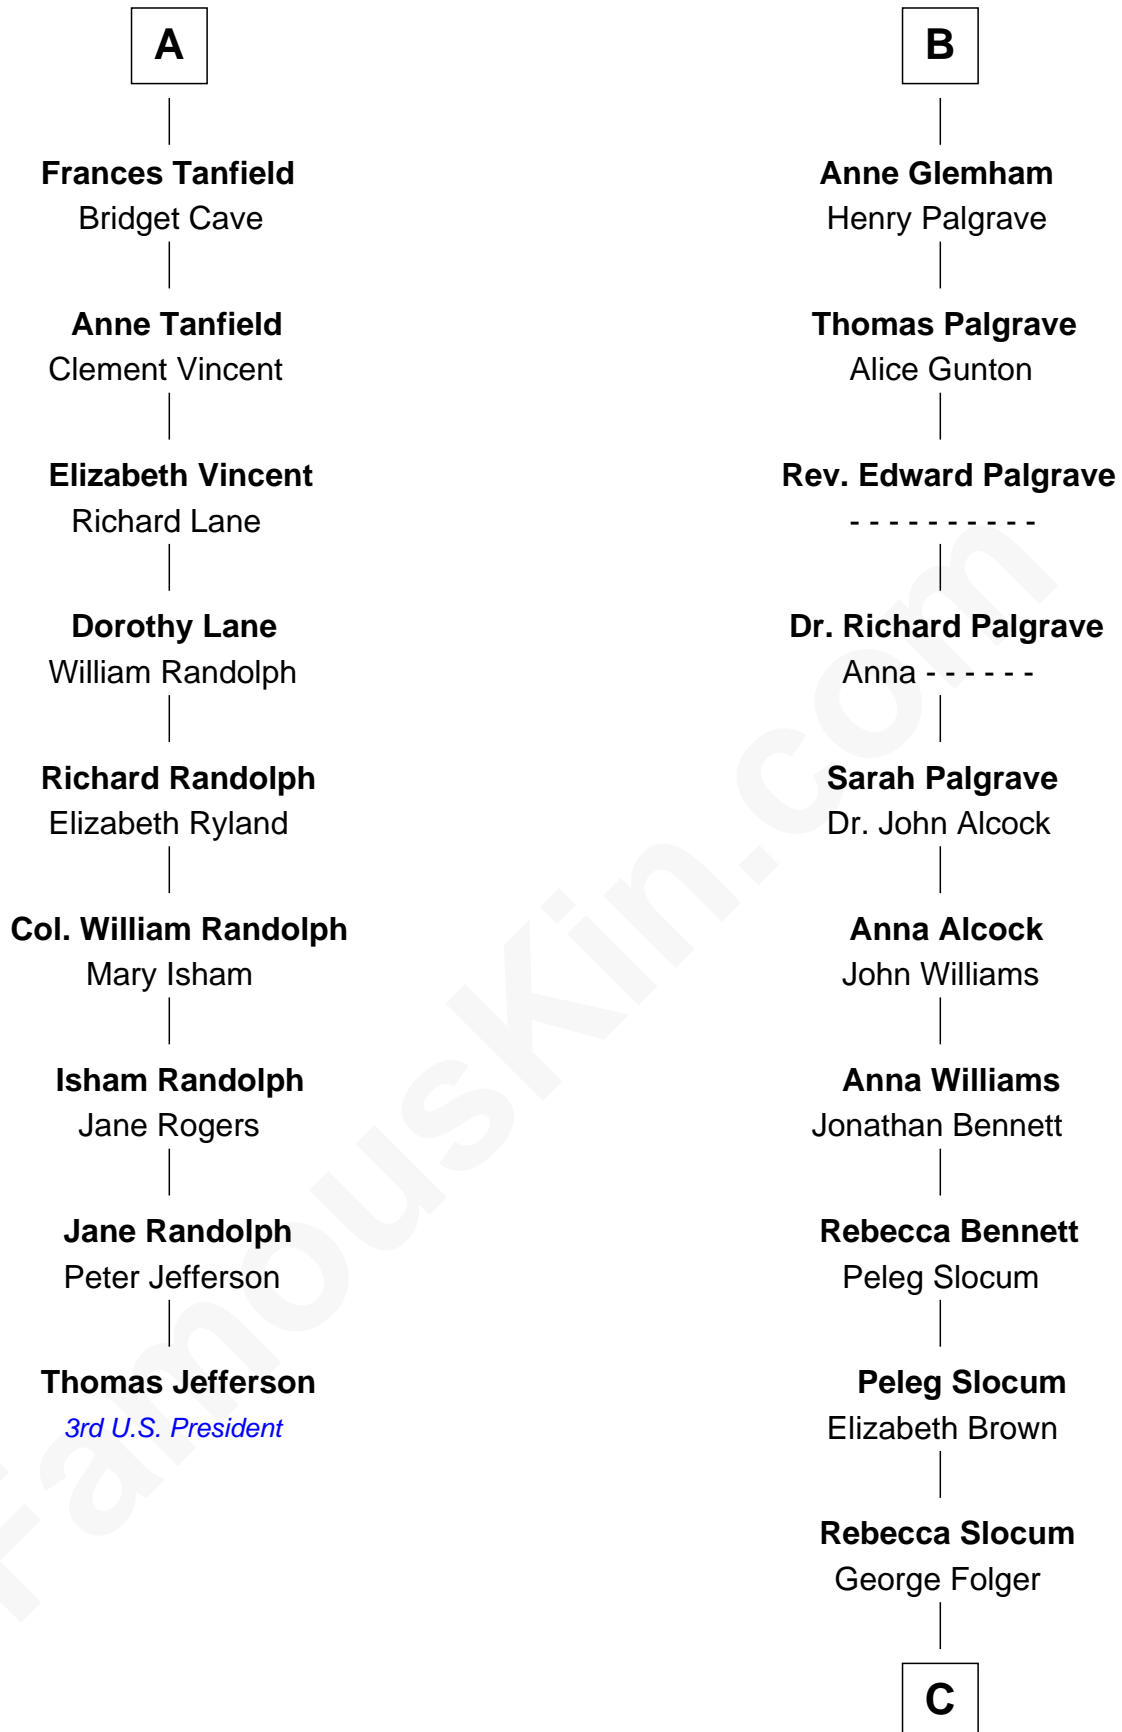 A
Frances Tanfield
Bridget Cave
Anne Tanfield
Clement Vincent
Elizabeth Vincent
Richard Lane
Dorothy Lane
William Randolph
Richard Randolph
Elizabeth Ryland
Col. William Randolph
Mary Isham
Isham Randolph
Jane Rogers
Jane Randolph
Peter Jefferson
Thomas Jefferson
3rd U.S. President
B
Anne Glemham
Henry Palgrave
Thomas Palgrave
Alice Gunton
Rev. Edward Palgrave
- - - - - - - - - -
Dr. Richard Palgrave
Anna - - - - - -
Sarah Palgrave
Dr. John Alcock
Anna Alcock
John Williams
Anna Williams
Jonathan Bennett
Rebecca Bennett
Peleg Slocum
Peleg Slocum
Elizabeth Brown
Rebecca Slocum
George Folger
C
FamousKin.com